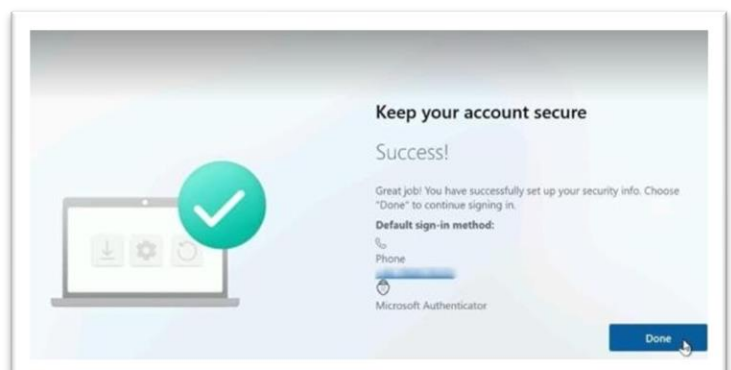 Keep your account secure
Success!
Great job! You have successfully set up your security info. Choose
"Done" to continue signing in.
Default sign-in method:
Phone
Microsoft Authenticator
Done